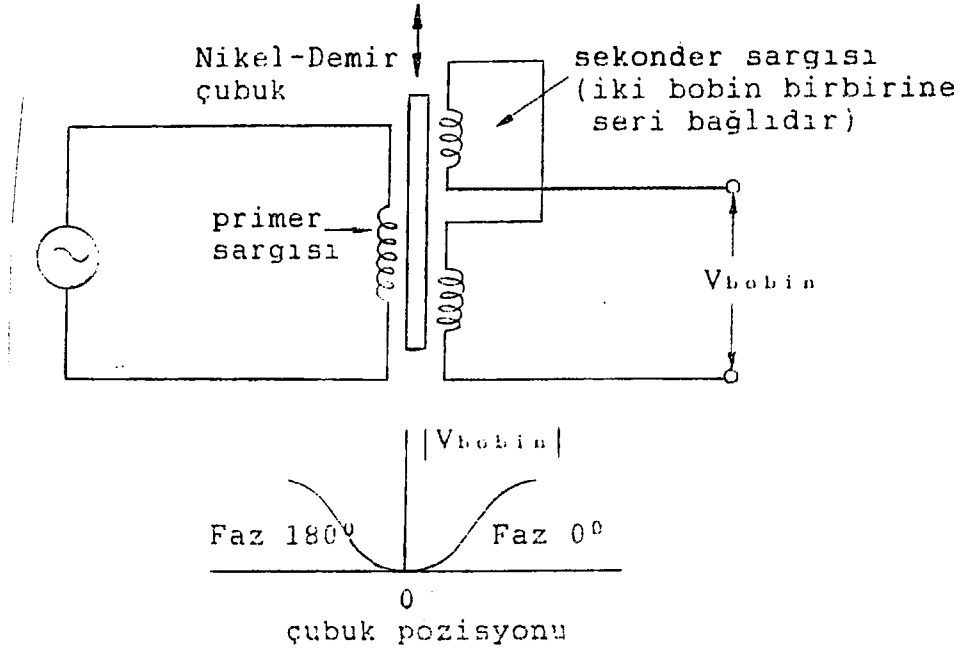 Nikel-Demir
çubuk
sekonder sargısı
(iki bobin birbirine
seri bağlıdır)
primer
sargısı
Vbobin
|Vbobin|
Faz 180⁰
Faz 0⁰
0
çubuk pozisyonu